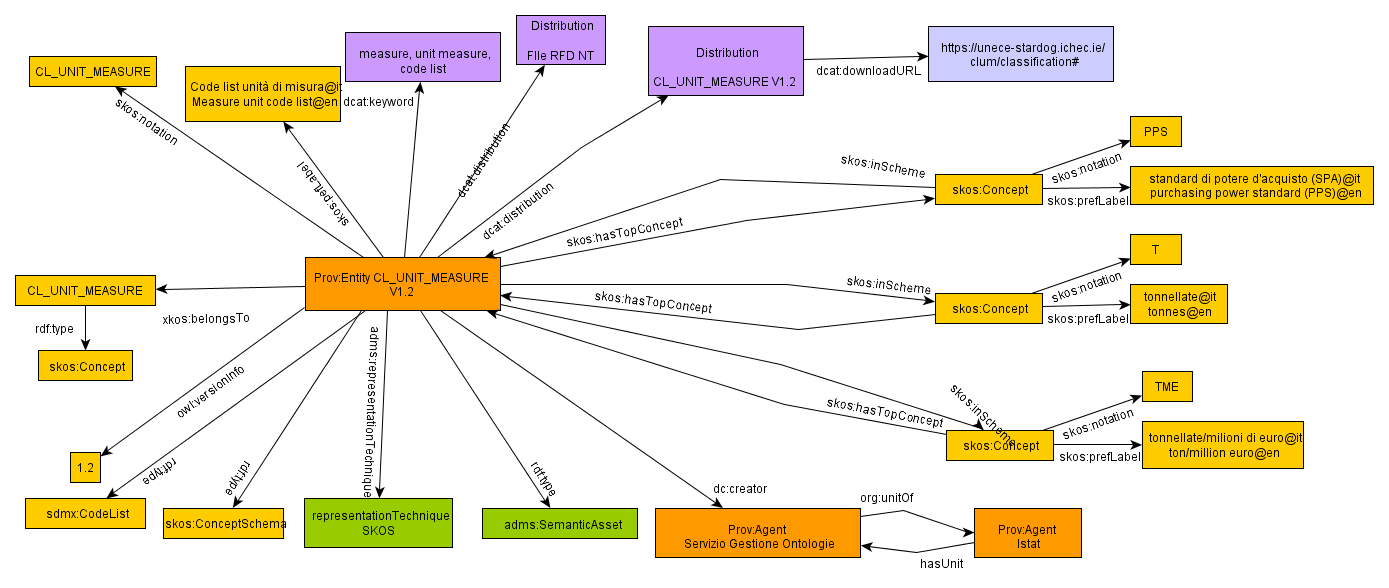 CL_UNIT_MEASURE
skos:notation
Code list unità di misura@it
Measure unit code list@en
skos:pefLabel
measure, unit measure,
code list
dcat:keyword
Distribution
FIle RFD NT
dcat:distribution
Distribution
CL_UNIT_MEASURE V1.2
dcat:distribution
dcat:downloadURL
https://unece-stardog.ichec.ie/
clum/classification#
PPS
skos:inScheme
skos:notation
skos:Concept
standard di potere d'acquisto (SPA)@it
purchasing power standard (PPS)@en
skos:prefLabel
skos:hasTopConcept
T
Prov:Entity CL_UNIT_MEASURE
V1.2
skos:inScheme
skos:notation
skos:hasTopConcept
skos:Concept
tonnellate@it
tonnes@en
skos:prefLabel
CL_UNIT_MEASURE
xkos:belongsTo
rdf:type
skos:Concept
adms:representationTechnique
TME
skos:inScheme
skos:notation
skos:hasTopConcept
skos:Concept
tonnellate/milioni di euro@it
ton/million euro@en
skos:prefLabel
owl:versionInfo
1.2
rdf:type
rdf:type
rdf:type
dc:creator
org:unitOf
sdmx:CodeList
skos:ConceptSchema
representationTechnique
SKOS
adms:SemanticAsset
Prov:Agent
Servizio Gestione Ontologie
Prov:Agent
Istat
hasUnit